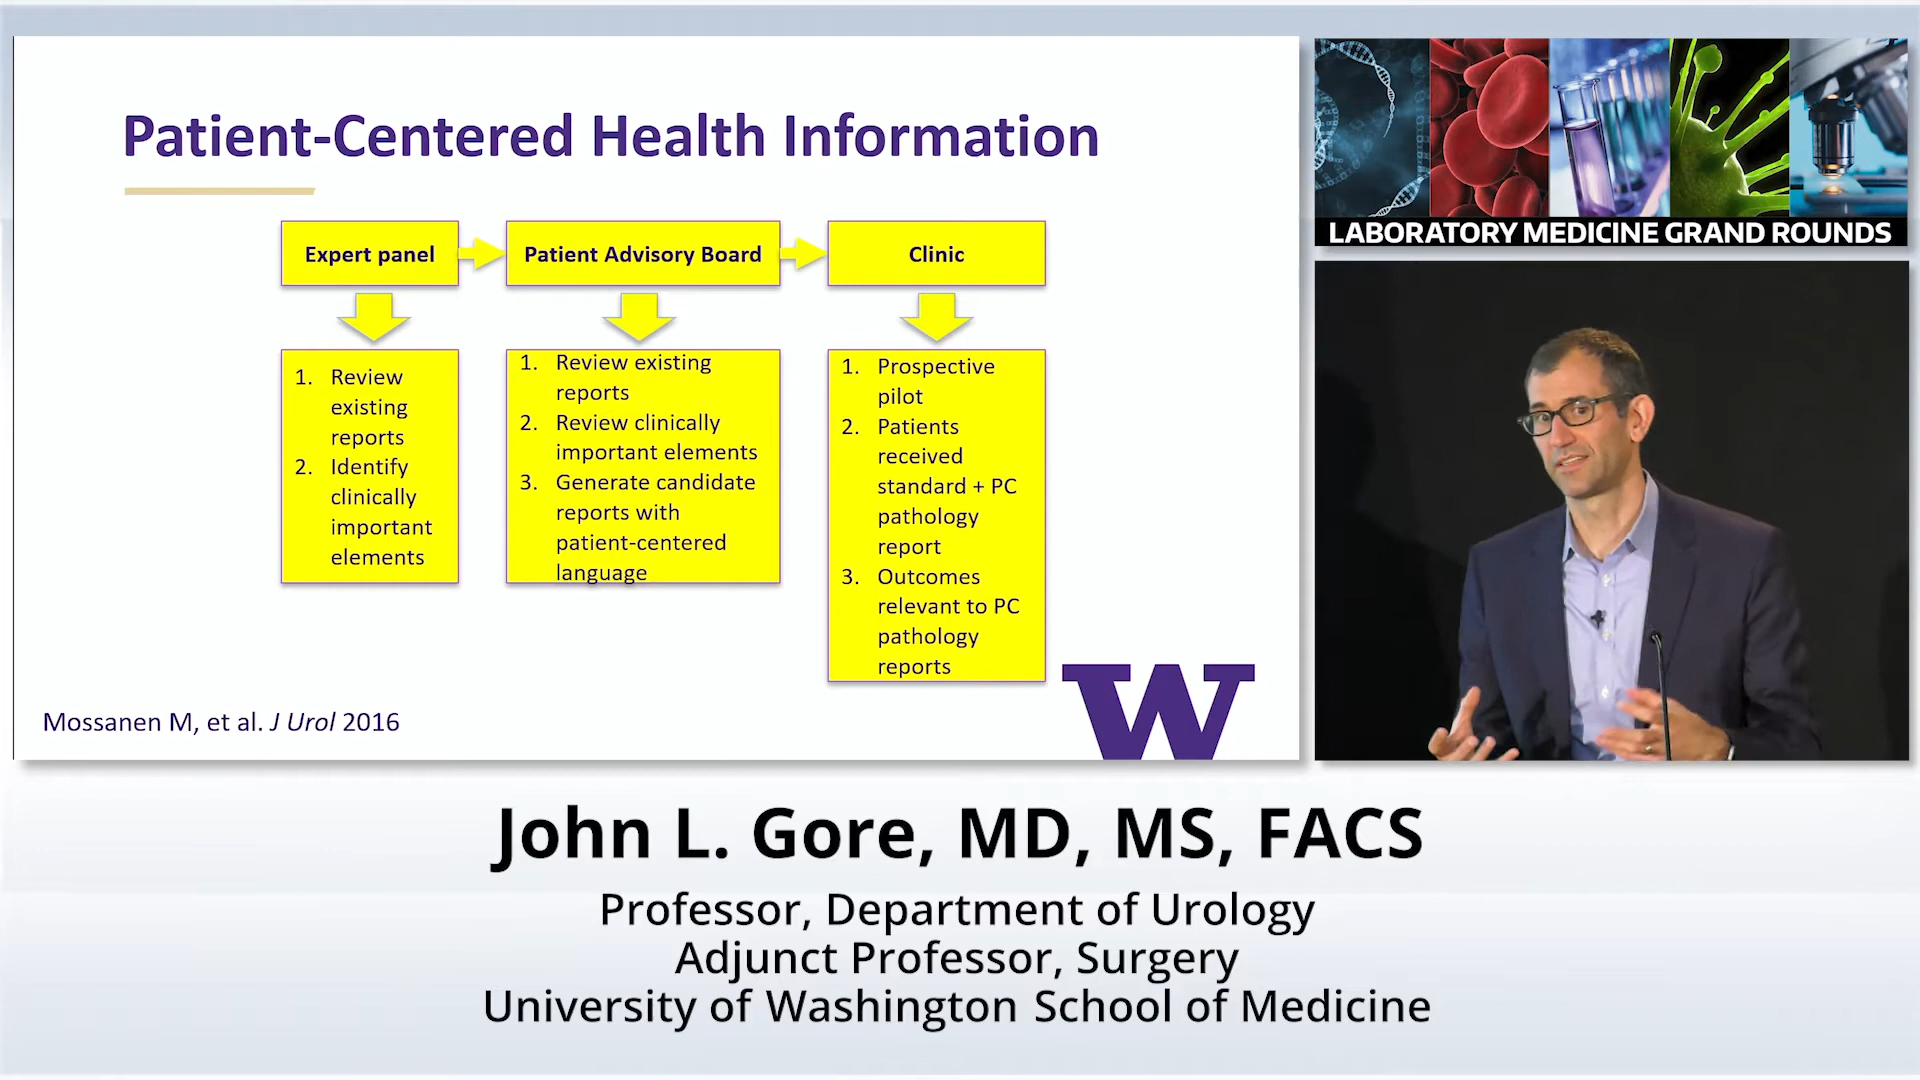 Patient-Centered Health Information
Expert panel
Patient Advisory Board
Clinic
1. Review
existing
reports
2. Identify
clinically
important
elements
1. Review existing
reports
2. Review clinically
important elements
3. Generate candidate
reports with
patient-centered
language
1. Prospective
pilot
2. Patients
received
standard + PC
pathology
report
3. Outcomes
relevant to PC
pathology
reports
Mossanen M, et al. J Urol 2016
W
LABORATORY MEDICINE GRAND ROUNDS
John L. Gore, MD, MS, FACS
Professor, Department of Urology
Adjunct Professor, Surgery
University of Washington School of Medicine